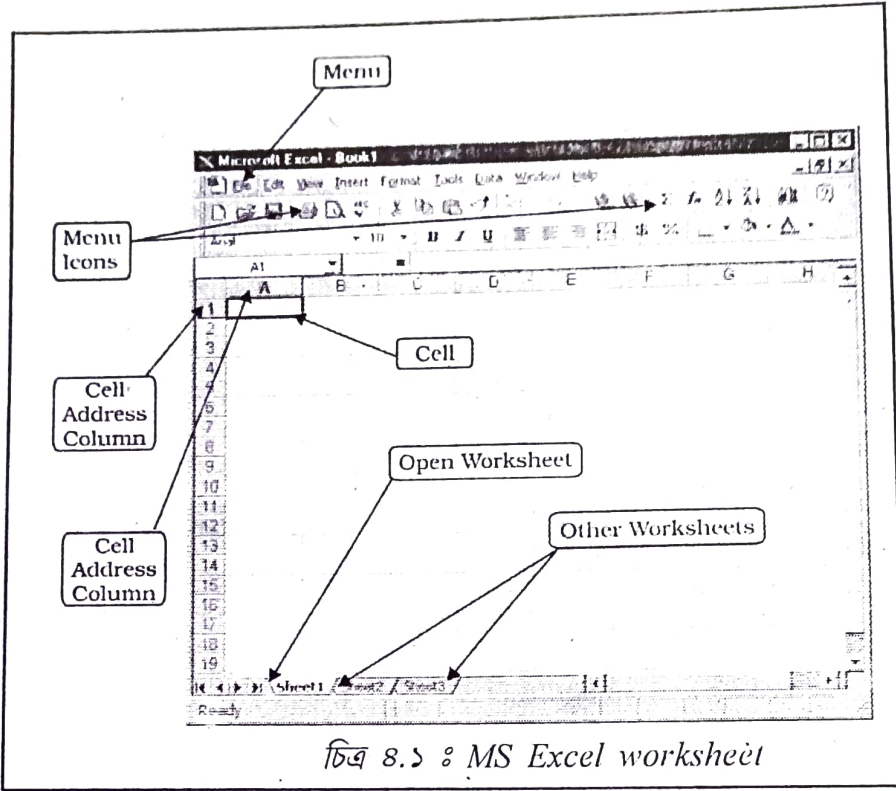 Menu
Microsoft Excel - Book1
File Edit View Insert Format Tools Data Window Help
Menu
Icons
10 B I U
A1 =
A B C D E F G H
1
2
3
4
Cell
Cell
Address
Column
6
7
8
9
10
11
12
13
14
15
16
17
18
19
Open Worksheet
Other Worksheets
Cell
Address
Column
Sheet1 Sheet2 Sheet3
Ready
চিত্র ৪.১ ঃ MS Excel worksheet